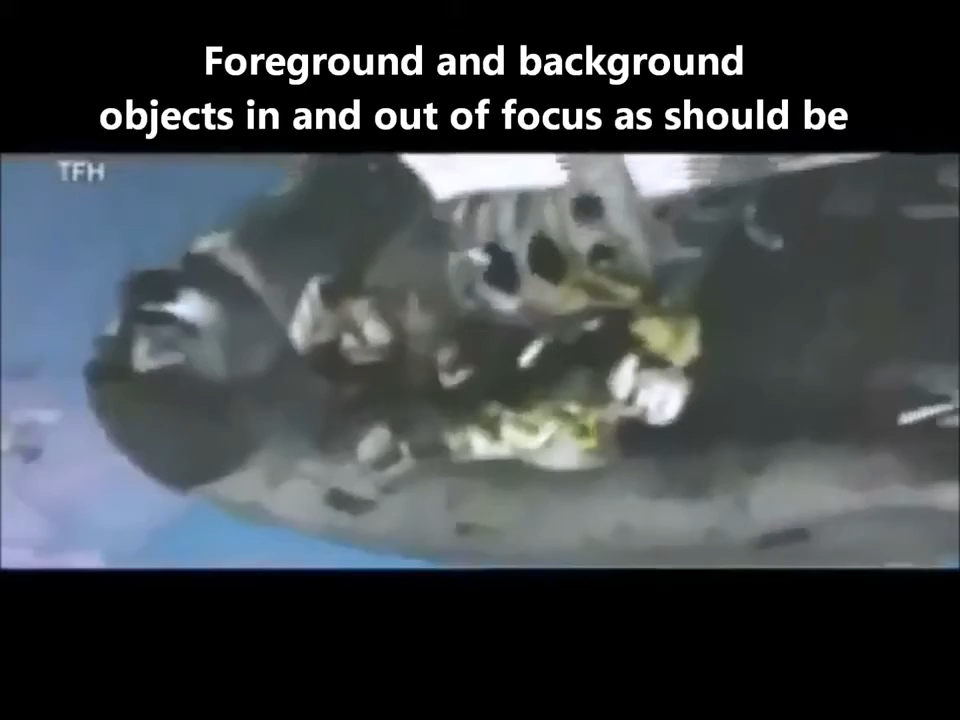 Foreground and background
objects in and out of focus as should be
TFH